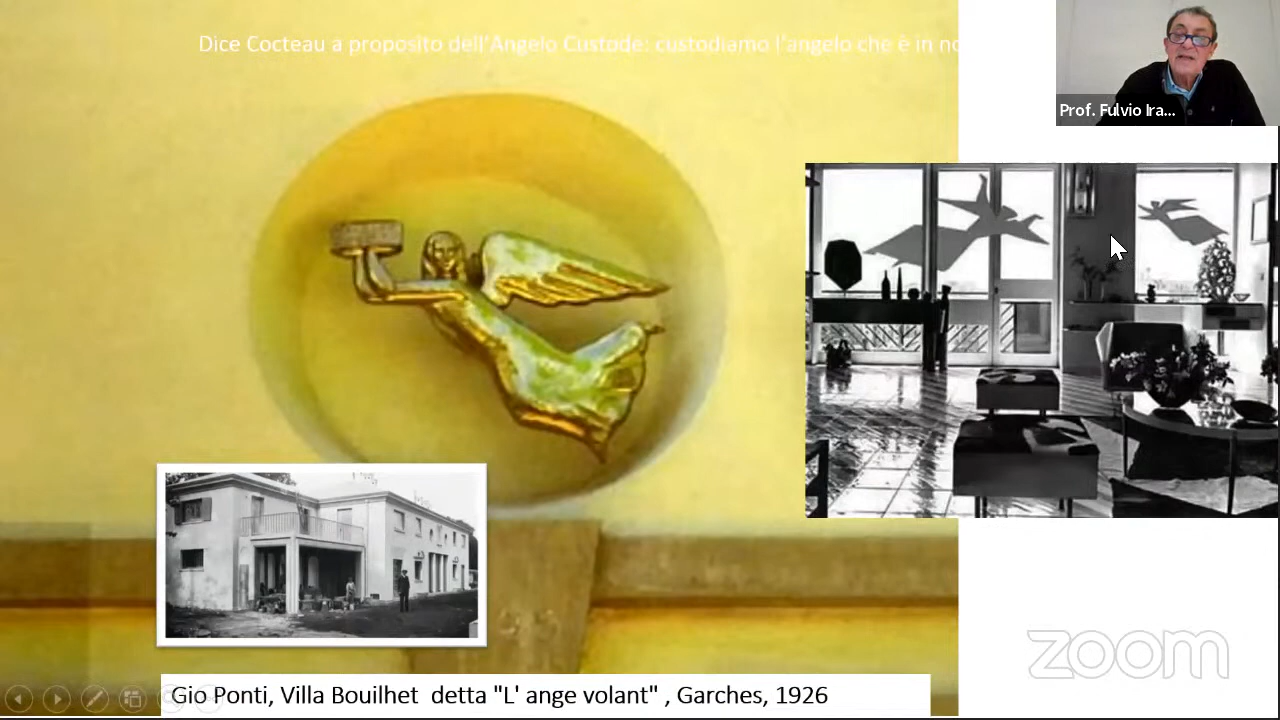 Dice Cocteau a proposito dell'Angelo Custode: custodiamo l'angelo che è in
Prof. Fulvio Ira...
Gio Ponti, Villa Bouilhet detta "L' ange volant" , Garches, 1926
zoom